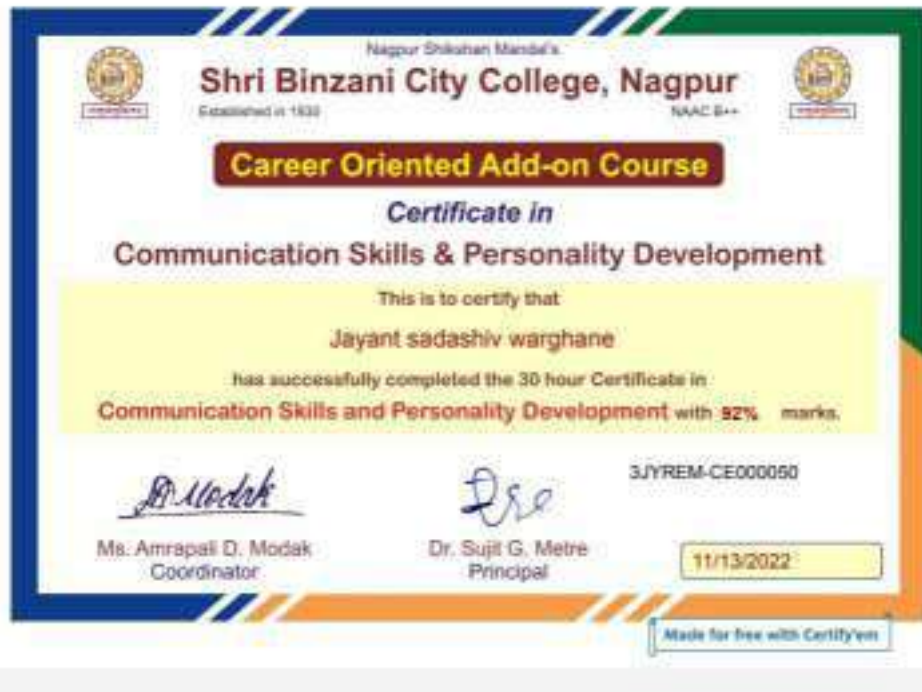 Nagpur Shikshan Mandal's
Shri Binzani City College, Nagpur
Established in 1930
NAAC B++
Career Oriented Add-on Course
Certificate in
Communication Skills & Personality Development
This is to certify that
Jayant sadashiv warghane
has successfully completed the 30 hour Certificate in
Communication Skills and Personality Development with 92% marks.
3JYREM-CE000050
Ms. Amrapali D. Modak
Coordinator
Dr. Sujit G. Metre
Principal
11/13/2022
Made for free with Certify'em